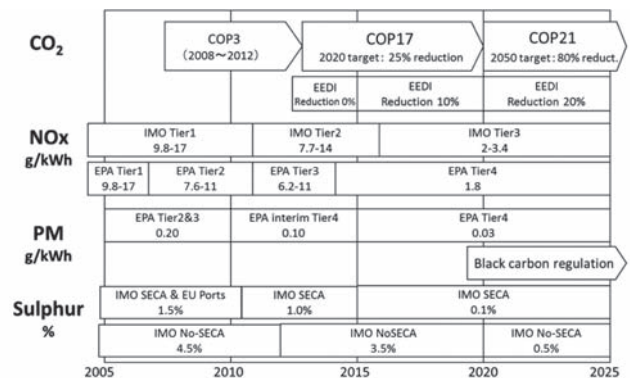 CO2
COP3
(2008~2012)
COP17
2020 target: 25% reduction
COP21
2050 target: 80% reduct.
EEDI
Reduction 0%
EEDI
Reduction 10%
EEDI
Reduction 20%
NOx
g/kWh
IMO Tier1
9.8-17
IMO Tier2
7.7-14
IMO Tier3
2-3.4
EPA Tier1
9.8-17
EPA Tier2
7.6-11
EPA Tier3
6.2-11
EPA Tier4
1.8
PM
g/kWh
EPA Tier2&3
0.20
EPA interim Tier4
0.10
EPA Tier4
0.03
Black carbon regulation
Sulphur
%
IMO SECA & EU Ports
1.5%
IMO SECA
1.0%
IMO SECA
0.1%
IMO No-SECA
4.5%
IMO NoSECA
3.5%
IMO No-SECA
0.5%
2005 2010 2015 2020 2025